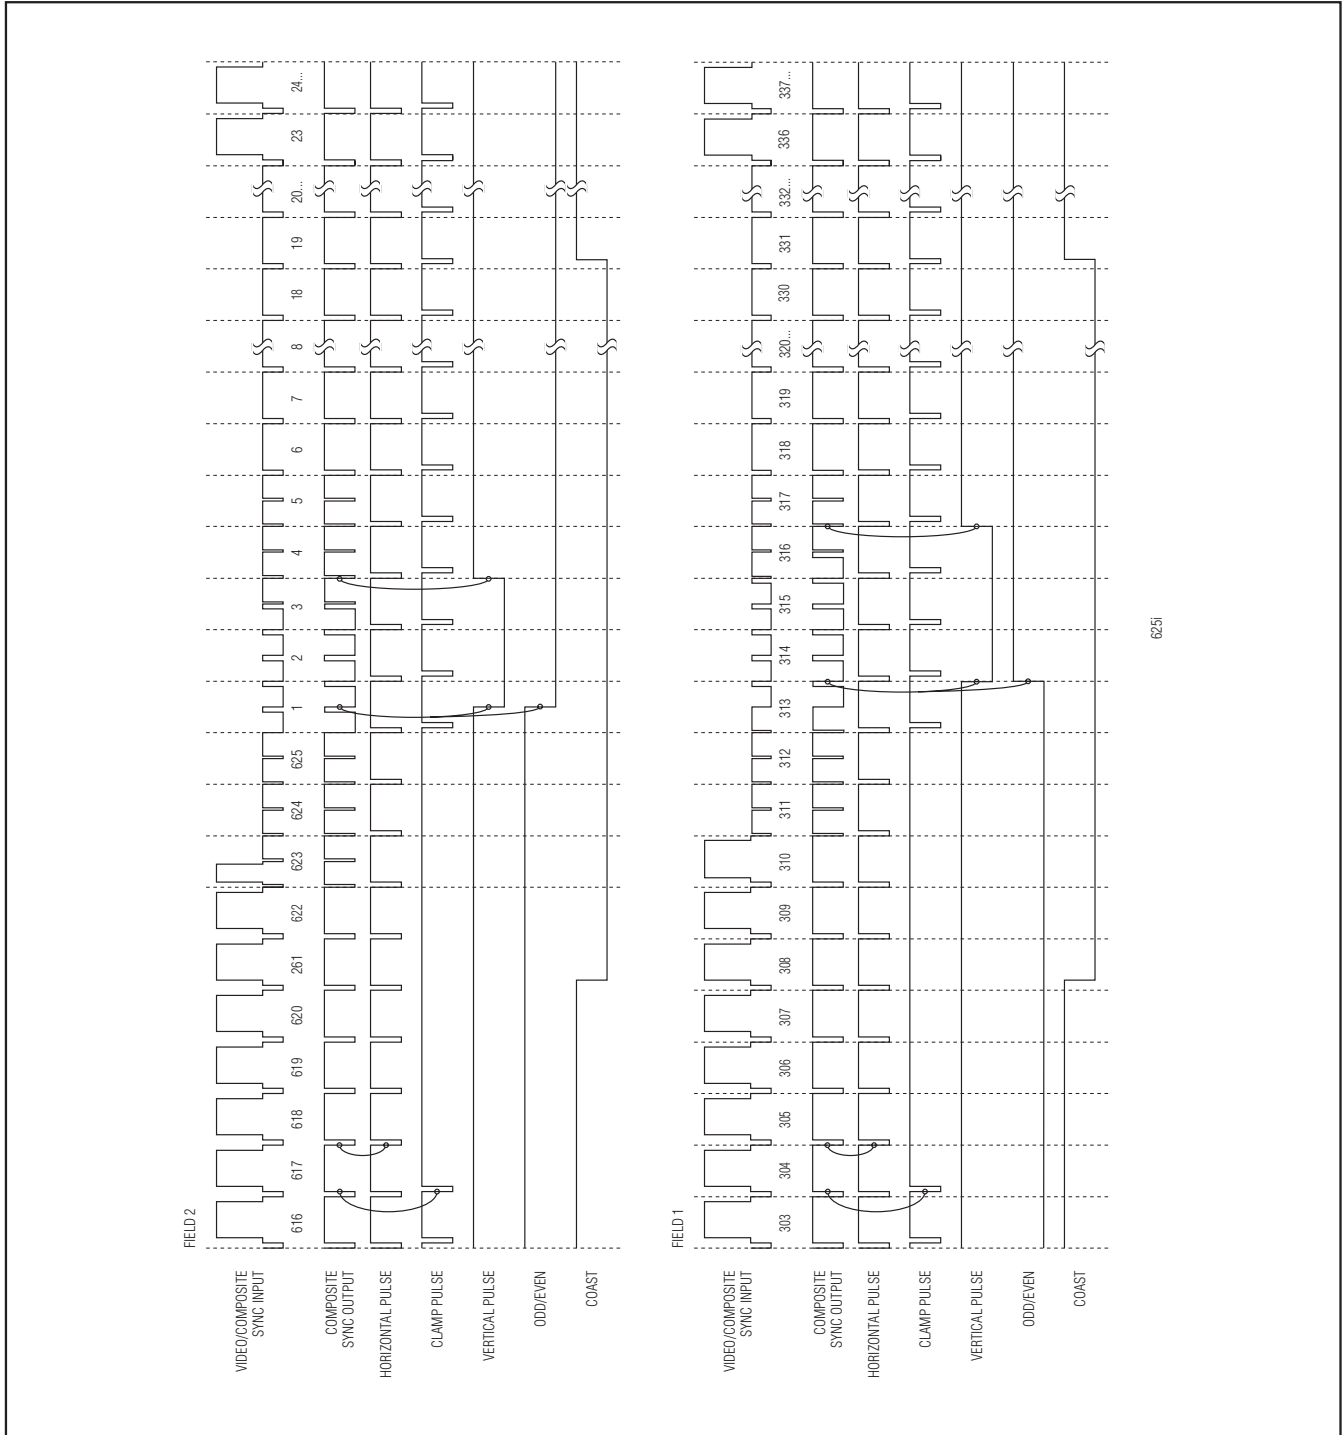 FIELD 2
VIDEO/COMPOSITE
SYNC INPUT
616 617 618 619 620 261 622 623 624 625 1 2 3 4 5 6 7 8 18 19 20... 23 24...
COMPOSITE
SYNC OUTPUT
HORIZONTAL PULSE
CLAMP PULSE
VERTICAL PULSE
ODD/EVEN
COAST
FIELD 1
VIDEO/COMPOSITE
SYNC INPUT
303 304 305 306 307 308 309 310 311 312 313 314 315 316 317 318 319 320... 330 331 332... 336 337...
COMPOSITE
SYNC OUTPUT
HORIZONTAL PULSE
CLAMP PULSE
VERTICAL PULSE
ODD/EVEN
COAST
625i